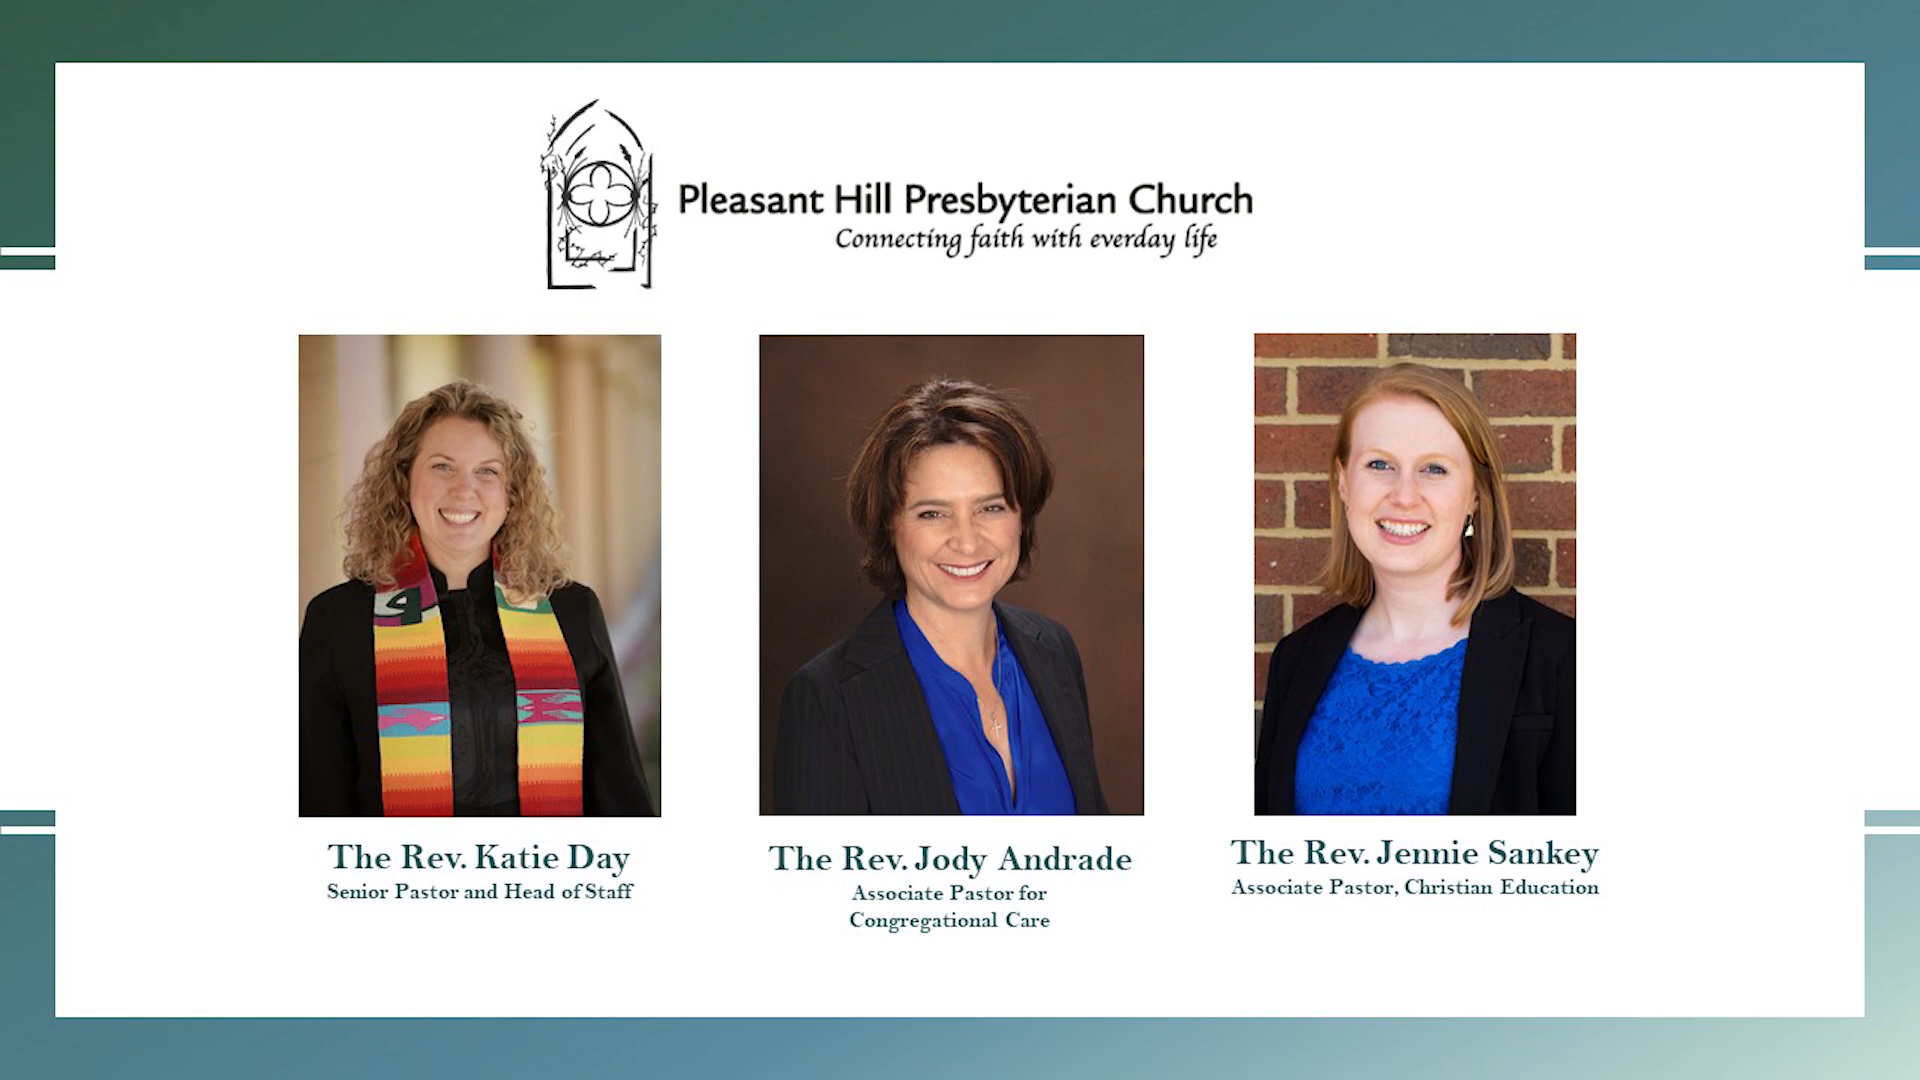 Pleasant Hill Presbyterian Church
Connecting faith with everday life
The Rev. Katie Day
Senior Pastor and Head of Staff
The Rev. Jody Andrade
Associate Pastor for
Congregational Care
The Rev. Jennie Sankey
Associate Pastor, Christian Education